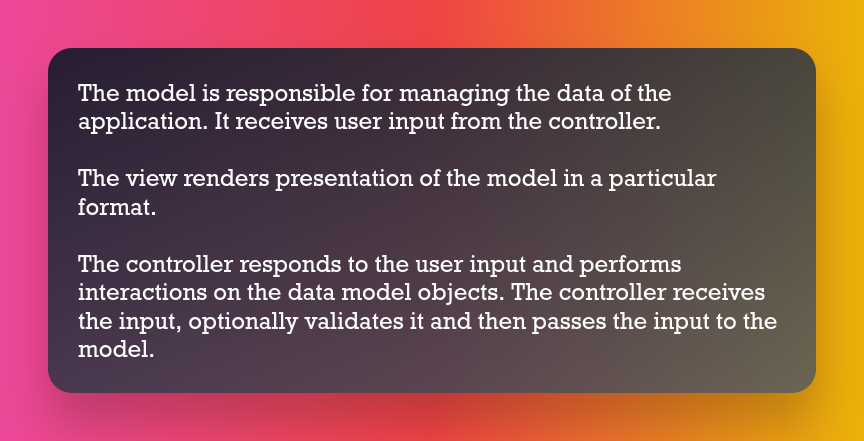 The model is responsible for managing the data of the
application. It receives user input from the controller.
The view renders presentation of the model in a particular
format.
The controller responds to the user input and performs
interactions on the data model objects. The controller receives
the input, optionally validates it and then passes the input to the
model.